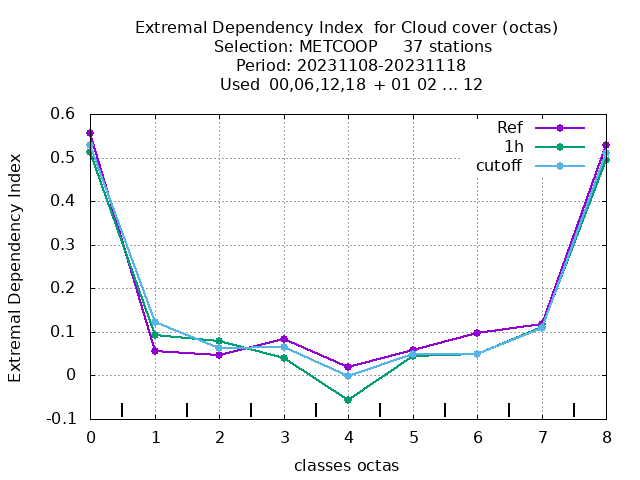 Extremal Dependency Index  for Cloud cover (octas)
Selection: METCOOP     37 stations
Period: 20231108-20231118
Used  00,06,12,18  + 01 02 ... 12
Ref
1h
cutoff
Extremal Dependency Index
0.6
0.5
0.4
0.3
0.2
0.1
0
-0.1
0 1 2 3 4 5 6 7 8
classes octas